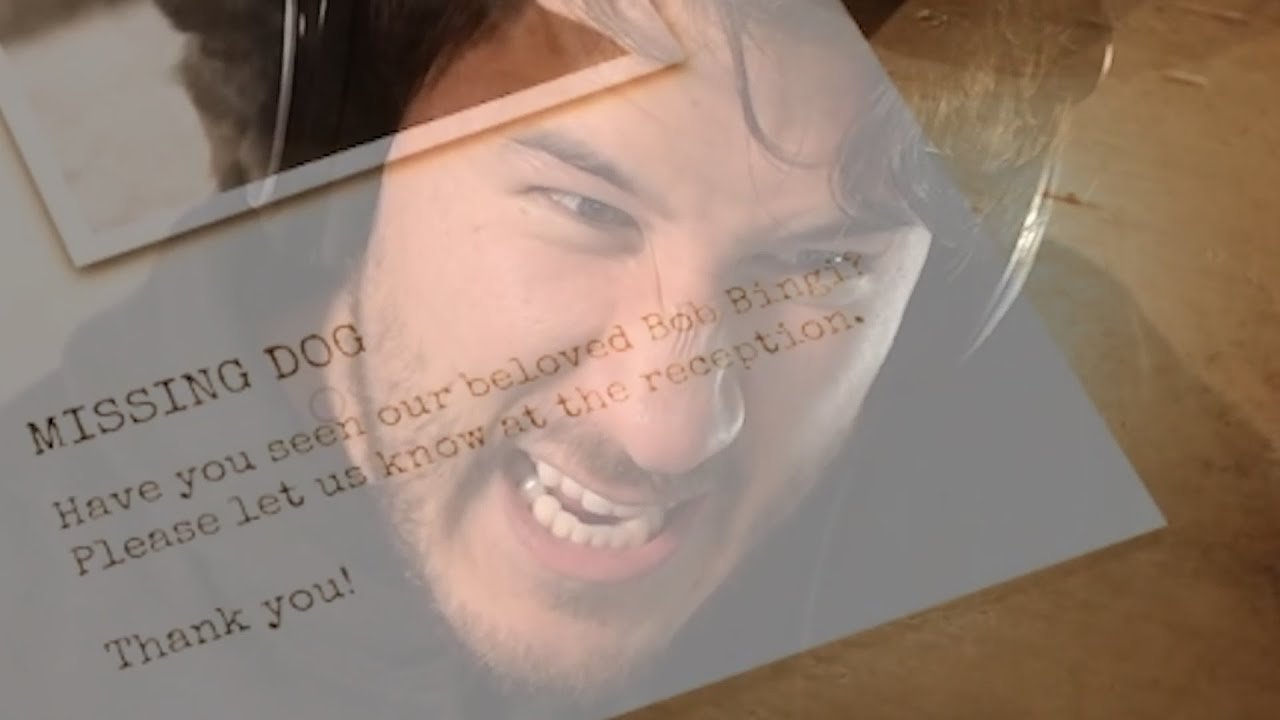 MISSING DOG
Have you seen our beloved Bob Bingi?
Please let us know at the reception.
Thank you!